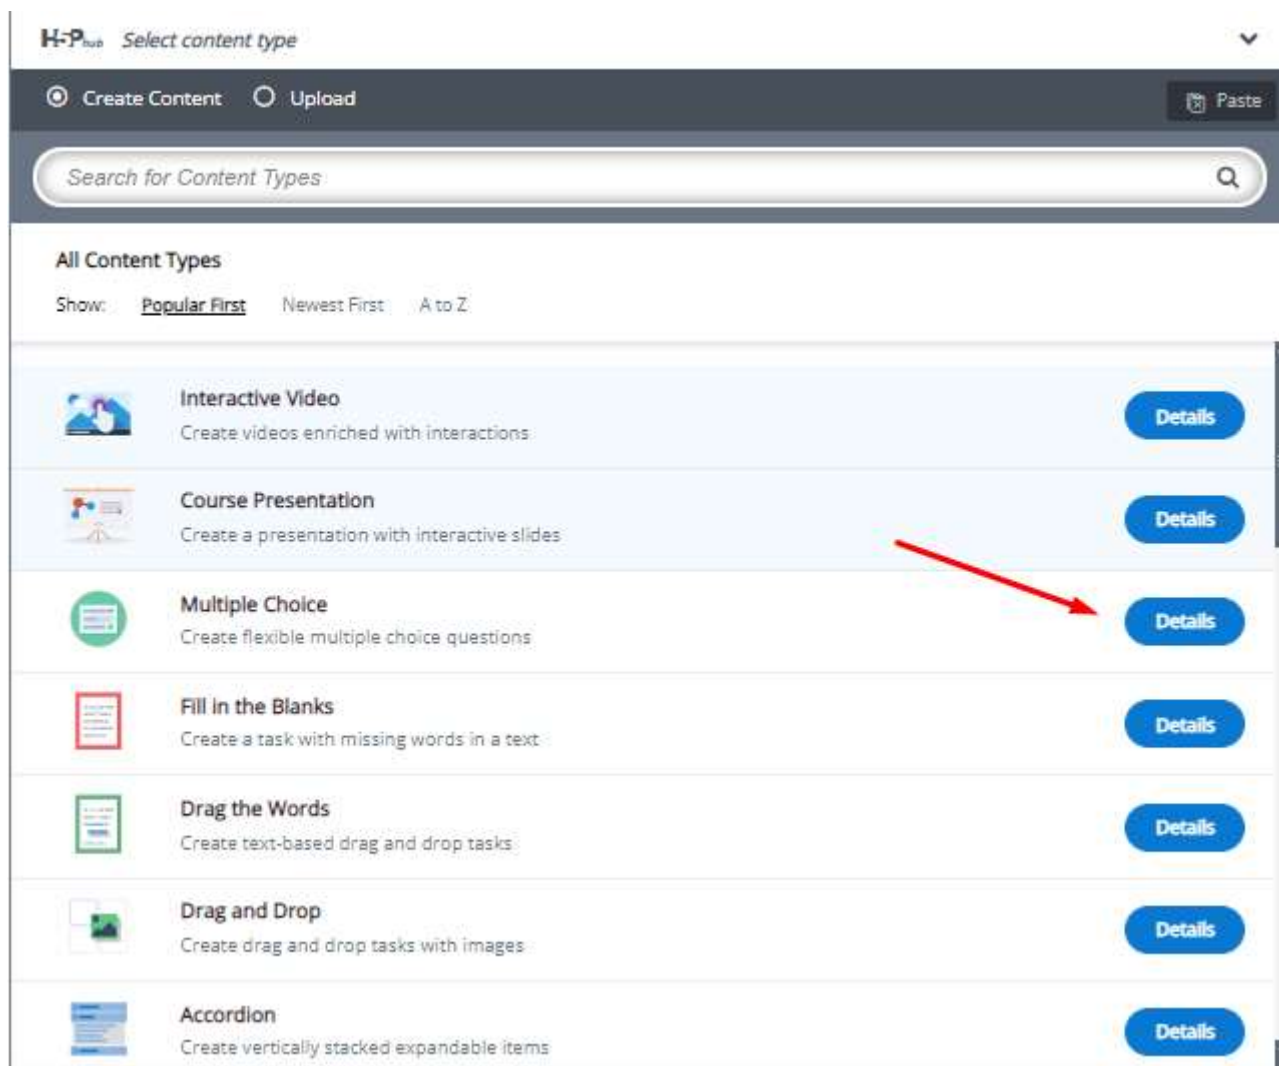 H5P hub Select content type
Create Content Upload Paste
Search for Content Types
All Content Types
Show: Popular First Newest First A to Z
Interactive Video
Create videos enriched with interactions
Details
Course Presentation
Create a presentation with interactive slides
Details
Multiple Choice
Create flexible multiple choice questions
Details
Fill in the Blanks
Create a task with missing words in a text
Details
Drag the Words
Create text-based drag and drop tasks
Details
Drag and Drop
Create drag and drop tasks with images
Details
Accordion
Create vertically stacked expandable items
Details